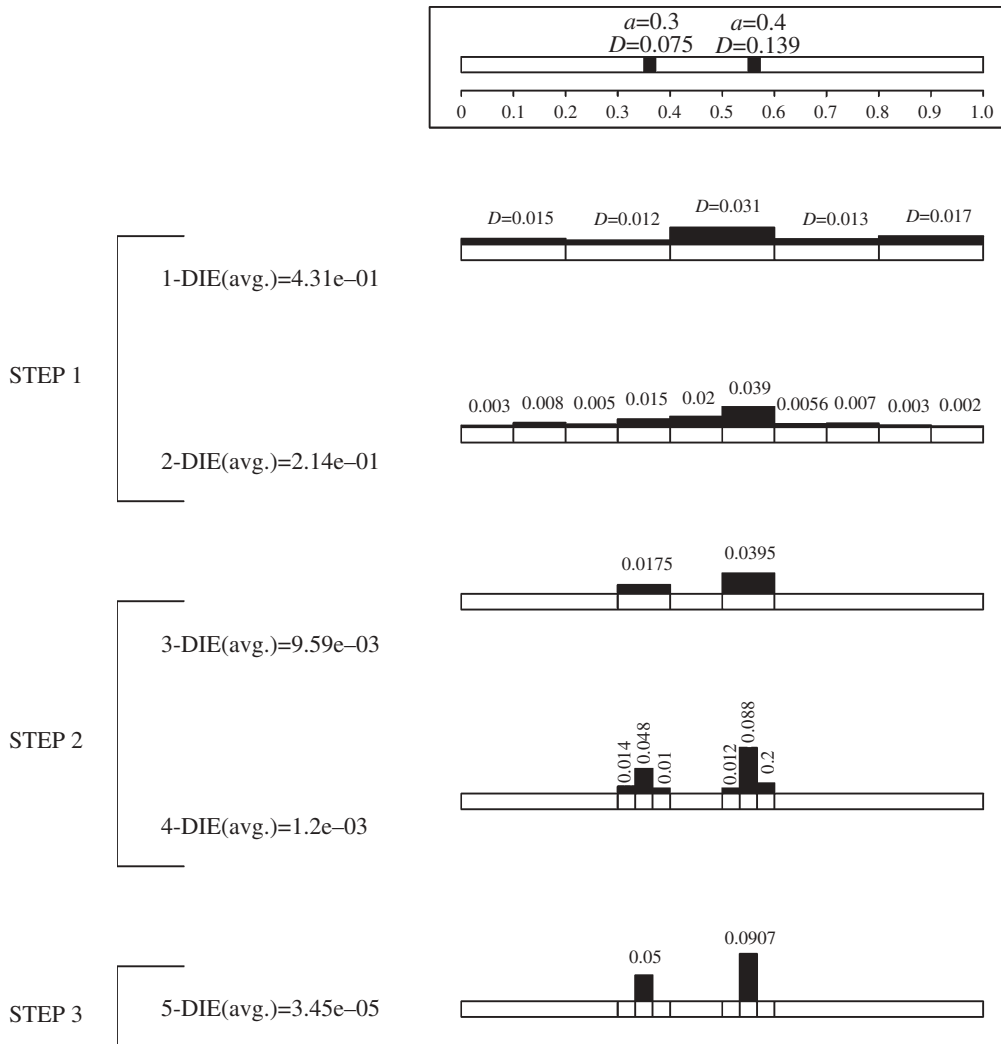 a=0.3 a=0.4
D=0.075 D=0.139
0 0.1 0.2 0.3 0.4 0.5 0.6 0.7 0.8 0.9 1.0
D=0.015 D=0.012 D=0.031 D=0.013 D=0.017
1-DIE(avg.)=4.31e–01
STEP 1
0.003 0.008 0.005 0.015 0.02 0.039 0.0056 0.007 0.003 0.002
2-DIE(avg.)=2.14e–01
0.0175 0.0395
3-DIE(avg.)=9.59e–03
STEP 2
0.014 0.048 0.01 0.012 0.088 0.2
4-DIE(avg.)=1.2e–03
0.05 0.0907
5-DIE(avg.)=3.45e–05
STEP 3